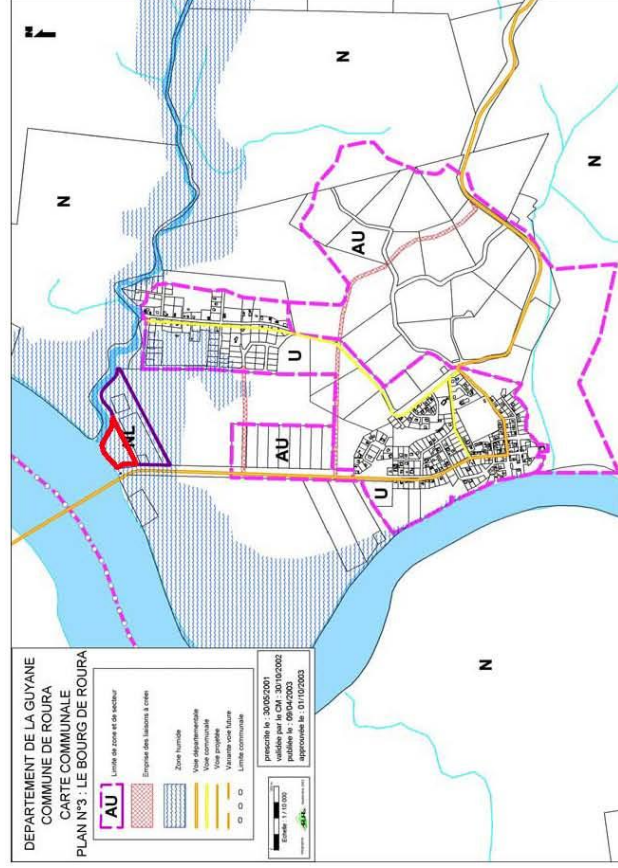 DEPARTEMENT DE LA GUYANE
COMMUNE DE ROURA
CARTE COMMUNALE
PLAN N°3 : LE BOURG DE ROURA
AU
Limite de zone et de secteur
Emprise des liaisons à créer
Zone humide
Voie départementale
Voie communale
Voie projetée
Variante voie future
Limite communale
Echelle : 1 / 10 000
prescrite le : 30/05/2001
validée par le CM : 30/10/2002
publiée le : 09/04/2003
approuvée le : 01/10/2003
N
NL
N
N
U
AU
AU
U
N
N